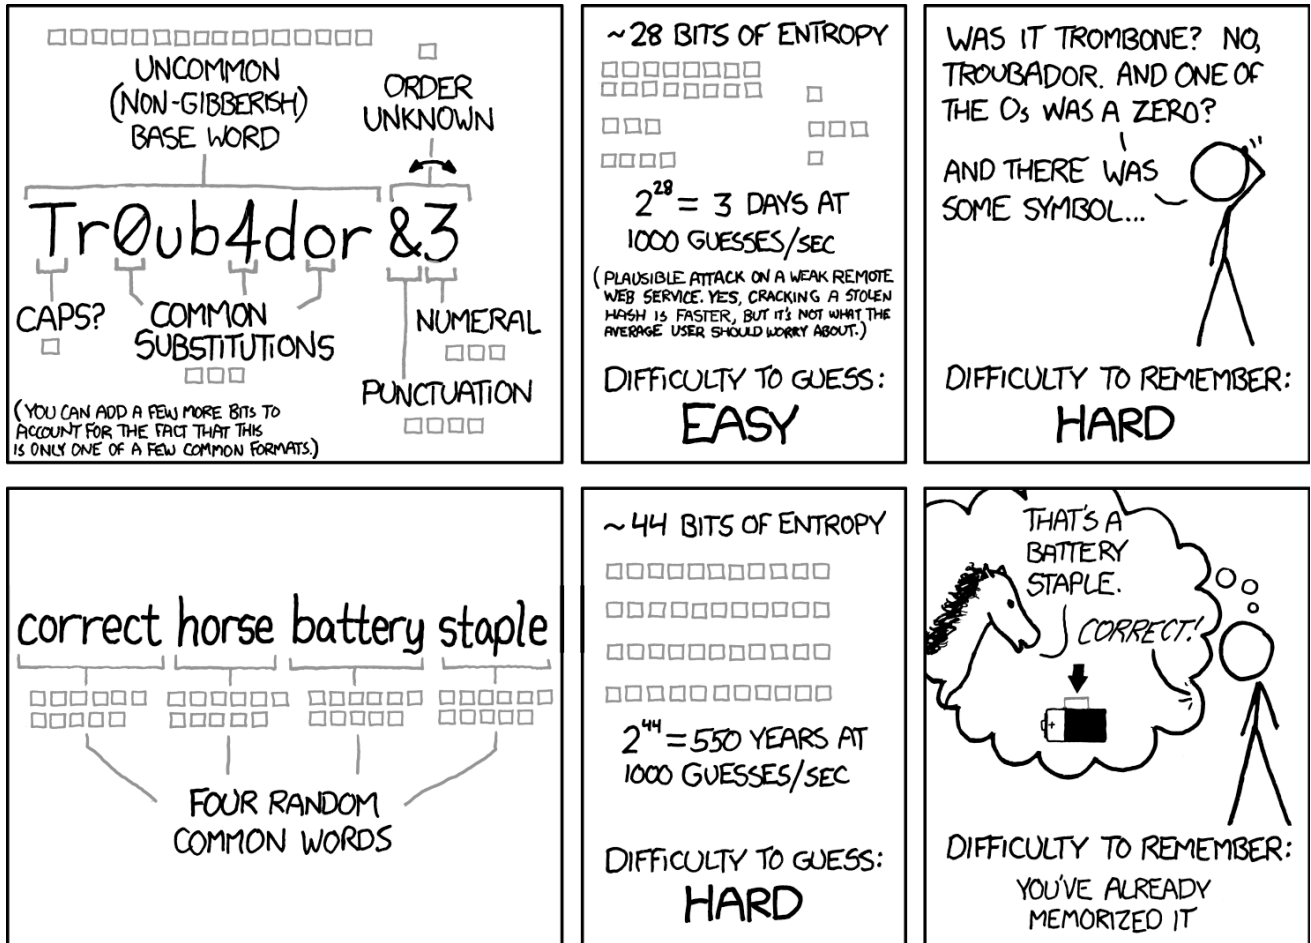 UNCOMMON
(NON-GIBBERISH)
BASE WORD
ORDER
UNKNOWN
Tr0ub4dor &3
CAPS?
COMMON
SUBSTITUTIONS
NUMERAL
PUNCTUATION
(YOU CAN ADD A FEW MORE BITS TO
ACCOUNT FOR THE FACT THAT THIS
IS ONLY ONE OF A FEW COMMON FORMATS.)
~28 BITS OF ENTROPY
2²⁸ = 3 DAYS AT
1000 GUESSES/SEC
(PLAUSIBLE ATTACK ON A WEAK REMOTE
WEB SERVICE. YES, CRACKING A STOLEN
HASH IS FASTER, BUT IT'S NOT WHAT THE
AVERAGE USER SHOULD WORRY ABOUT.)
DIFFICULTY TO GUESS:
EASY
WAS IT TROMBONE? NO,
TROUBADOR. AND ONE OF
THE Os WAS A ZERO?
AND THERE WAS
SOME SYMBOL...
DIFFICULTY TO REMEMBER:
HARD
correct horse battery staple
FOUR RANDOM
COMMON WORDS
~44 BITS OF ENTROPY
2⁴⁴ = 550 YEARS AT
1000 GUESSES/SEC
DIFFICULTY TO GUESS:
HARD
THAT'S A
BATTERY
STAPLE.
CORRECT!
DIFFICULTY TO REMEMBER:
YOU'VE ALREADY
MEMORIZED IT